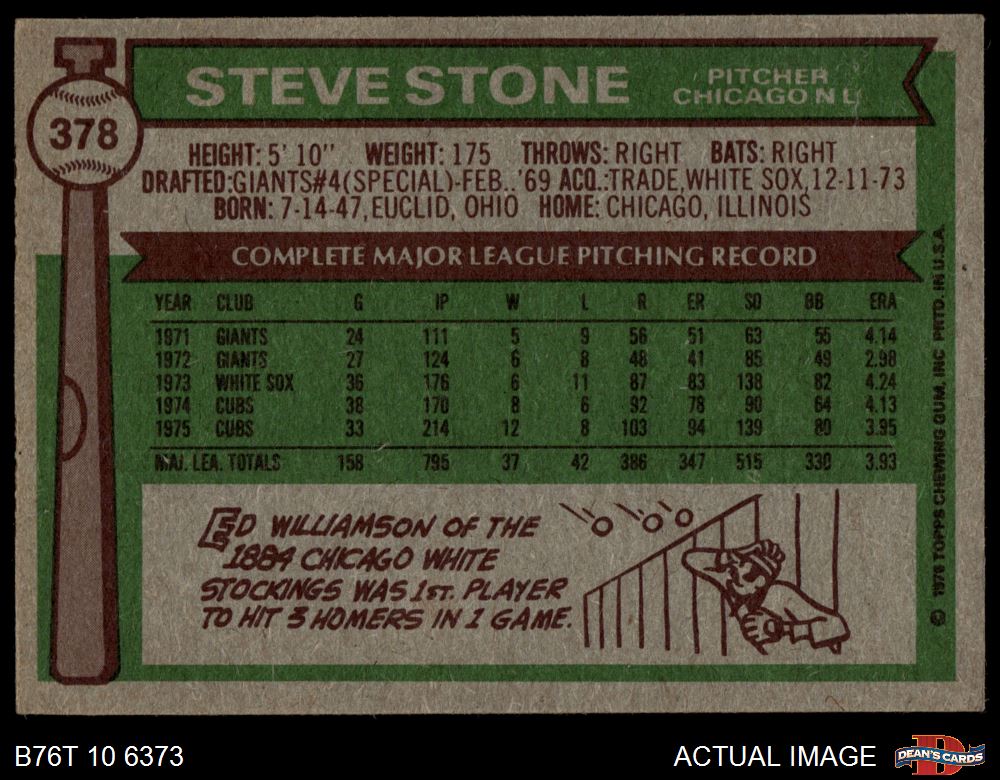 STEVE STONE
PITCHER
CHICAGO N L
378
HEIGHT: 5' 10" WEIGHT: 175 THROWS: RIGHT BATS: RIGHT
DRAFTED:GIANTS#4(SPECIAL)-FEB..'69 ACQ.:TRADE,WHITE SOX,12-11-73
BORN: 7-14-47, EUCLID, OHIO HOME: CHICAGO, ILLINOIS
COMPLETE MAJOR LEAGUE PITCHING RECORD
YEAR CLUB G IP W L R ER SO BB ERA
1971 GIANTS 24 111 5 9 56 51 63 55 4.14
1972 GIANTS 27 124 6 8 48 41 85 49 2.98
1973 WHITE SOX 36 176 6 11 87 83 138 82 4.24
1974 CUBS 38 170 8 6 92 78 90 64 4.13
1975 CUBS 33 214 12 8 103 94 139 80 3.95
MAJ. LEA. TOTALS 158 795 37 42 386 347 515 330 3.93
ED WILLIAMSON OF THE
1884 CHICAGO WHITE
STOCKINGS WAS 1ST. PLAYER
TO HIT 3 HOMERS IN 1 GAME.
© 1976 TOPPS CHEWING GUM, INC PRTD. IN U.S.A.
B76T 10 6373
ACTUAL IMAGE
DEAN'S CARDS